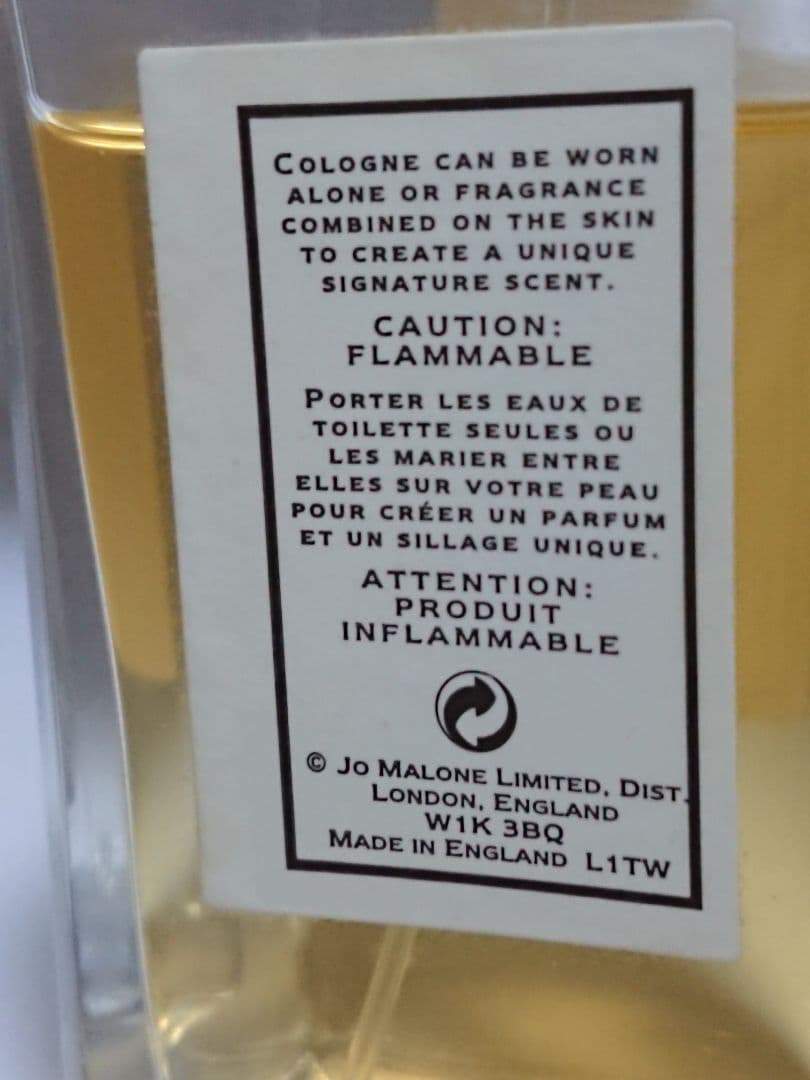 COLOGNE CAN BE WORN
ALONE OR FRAGRANCE
COMBINED ON THE SKIN
TO CREATE A UNIQUE
SIGNATURE SCENT.
CAUTION:
FLAMMABLE
PORTER LES EAUX DE
TOILETTE SEULES OU
LES MARIER ENTRE
ELLES SUR VOTRE PEAU
POUR CRÉER UN PARFUM
ET UN SILLAGE UNIQUE.
ATTENTION:
PRODUIT
INFLAMMABLE
© JO MALONE LIMITED, DIST.
LONDON, ENGLAND
W1K 3BQ
MADE IN ENGLAND L1TW